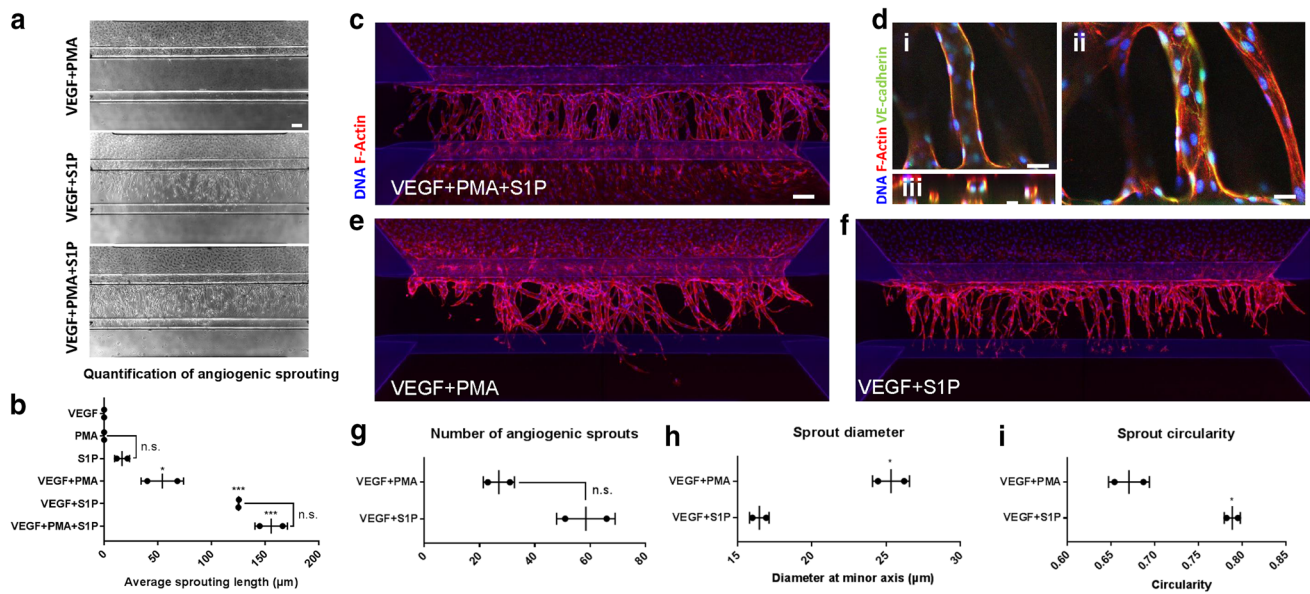 a
VEGF+PMA
VEGF+S1P
VEGF+PMA+S1P
c
DNA F-Actin
VEGF+PMA+S1P
d
DNA F-Actin VE-cadherin
i
ii
iii
e
VEGF+PMA
f
VEGF+S1P
Quantification of angiogenic sprouting
b
VEGF
PMA
S1P
VEGF+PMA
VEGF+S1P
VEGF+PMA+S1P
n.s.
*
***
***
n.s.
0
50
100
150
200
Average sprouting length (μm)
g
Number of angiogenic sprouts
VEGF+PMA
VEGF+S1P
n.s.
0
20
40
60
80
h
Sprout diameter
VEGF+PMA
VEGF+S1P
*
15
20
25
30
Diameter at minor axis (μm)
i
Sprout circularity
VEGF+PMA
VEGF+S1P
*
0.60
0.65
0.70
0.75
0.80
0.85
Circularity